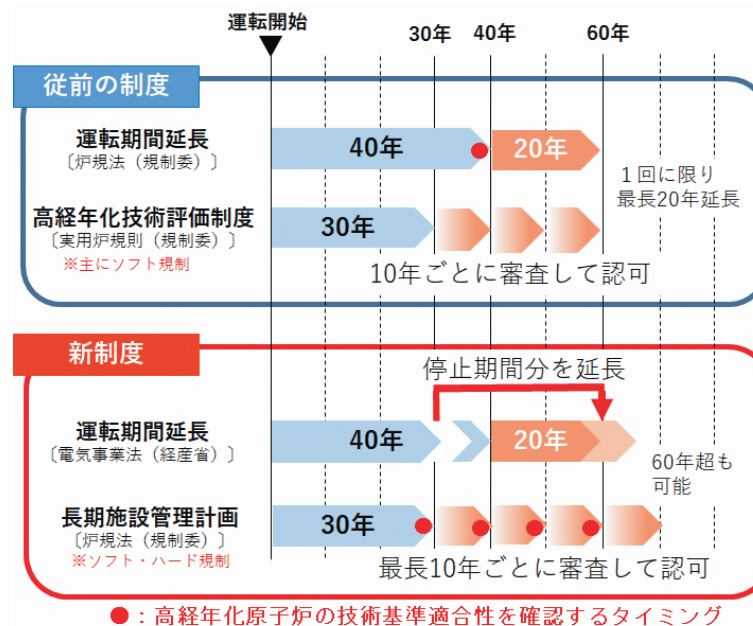 運転開始
30年 40年 60年
従前の制度
運転期間延長
〔炉規法（規制委）〕
40年
20年
１回に限り
最長20年延長
高経年化技術評価制度
〔実用炉規則（規制委）〕
※主にソフト規制
30年
10年ごとに審査して認可
新制度
停止期間分を延長
運転期間延長
〔電気事業法（経産省）〕
40年
20年
60年超も
可能
長期施設管理計画
〔炉規法（規制委）〕
※ソフト・ハード規制
30年
最長10年ごとに審査して認可
●：高経年化原子炉の技術基準適合性を確認するタイミング